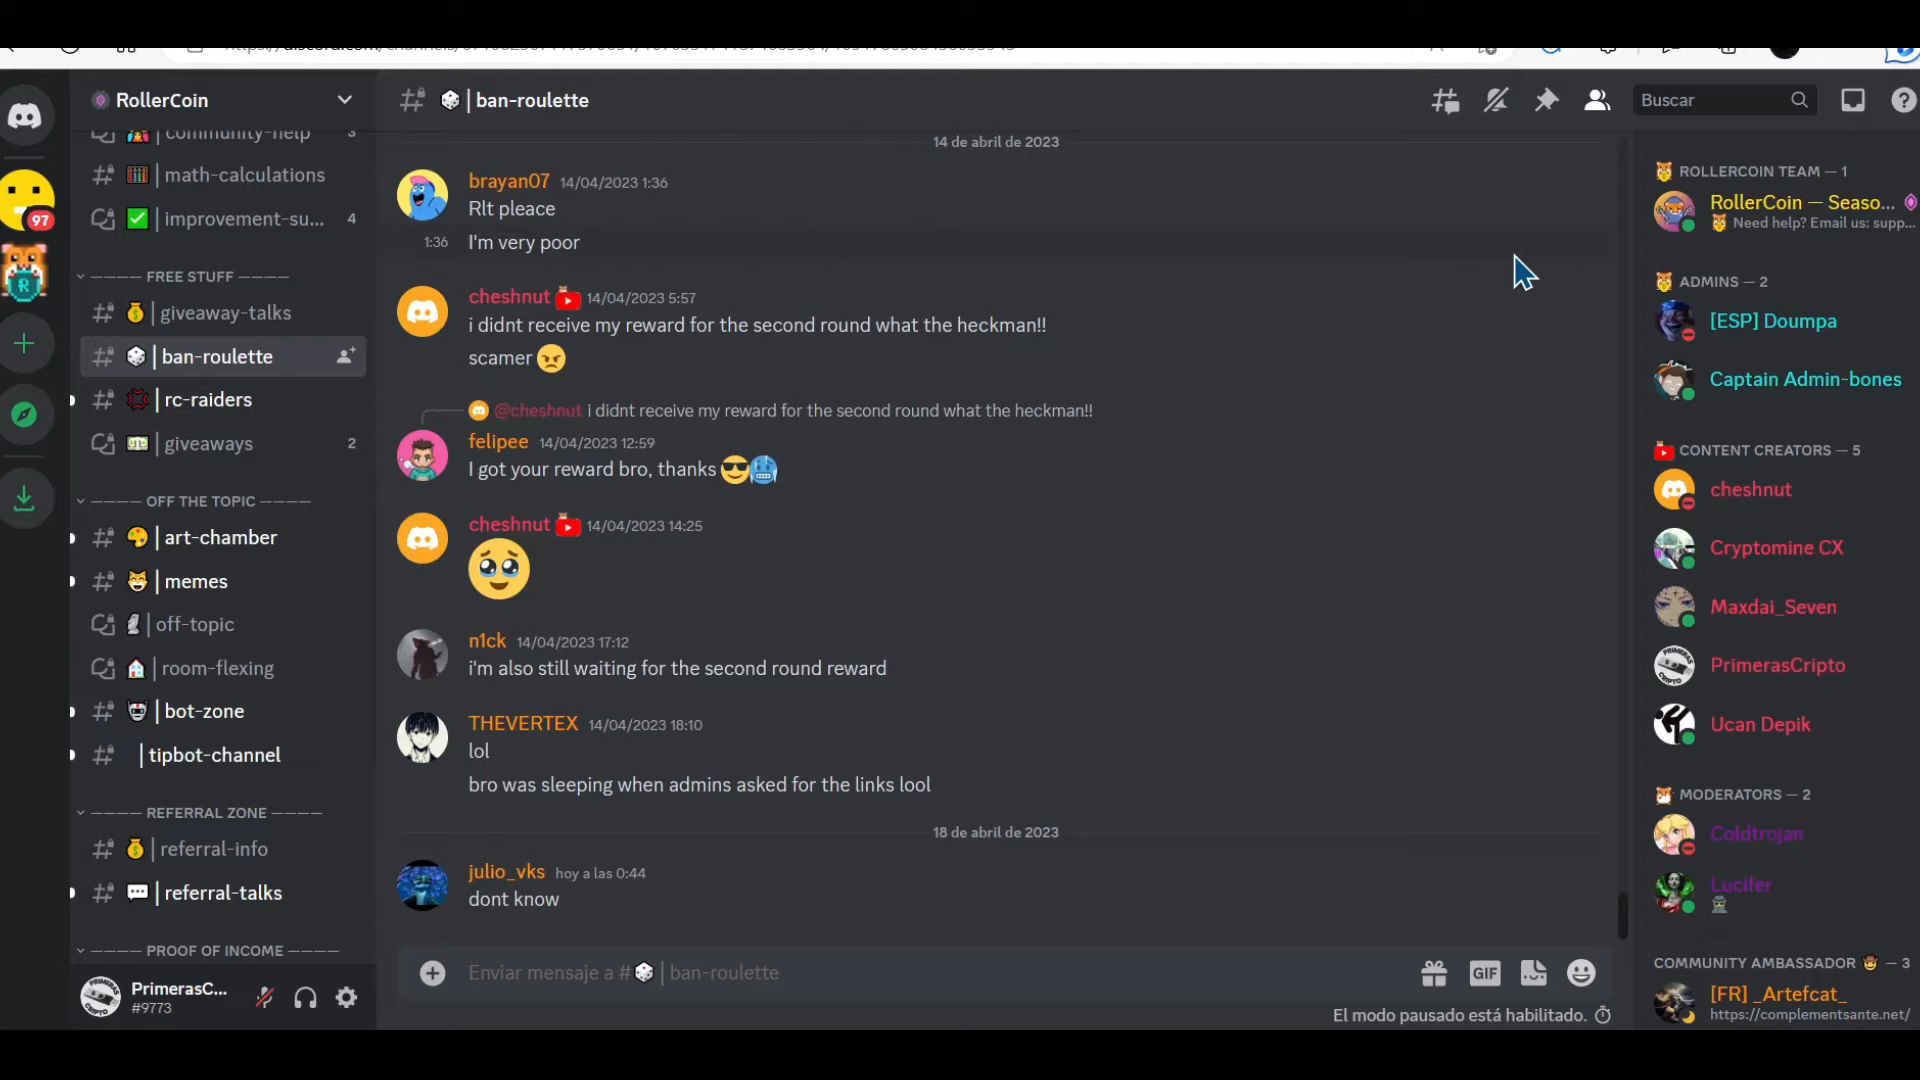 RollerCoin
community-help 3
math-calculations
improvement-su... 4
FREE STUFF
giveaway-talks
ban-roulette
rc-raiders
giveaways 2
OFF THE TOPIC
art-chamber
memes
off-topic
room-flexing
bot-zone
tipbot-channel
REFERRAL ZONE
referral-info
referral-talks
PROOF OF INCOME
97
PrimerasC...
#9773
ban-roulette
Buscar
14 de abril de 2023
brayan07 14/04/2023 1:36
Rlt pleace
1:36 I'm very poor
cheshnut 14/04/2023 5:57
i didnt receive my reward for the second round what the heckman!!
scamer
@cheshnut i didnt receive my reward for the second round what the heckman!!
felipee 14/04/2023 12:59
I got your reward bro, thanks
cheshnut 14/04/2023 14:25
n1ck 14/04/2023 17:12
i'm also still waiting for the second round reward
THEVERTEX 14/04/2023 18:10
lol
bro was sleeping when admins asked for the links lool
18 de abril de 2023
julio_vks hoy a las 0:44
dont know
Enviar mensaje a # | ban-roulette
GIF
El modo pausado está habilitado.
ROLLERCOIN TEAM — 1
RollerCoin — Seaso...
Need help? Email us: supp...
ADMINS — 2
[ESP] Doumpa
Captain Admin-bones
CONTENT CREATORS — 5
cheshnut
Cryptomine CX
Maxdai_Seven
PrimerasCripto
Ucan Depik
MODERATORS — 2
Coldtrojan
Lucifer
COMMUNITY AMBASSADOR — 3
[FR] _Artefcat_
https://complementsante.net/